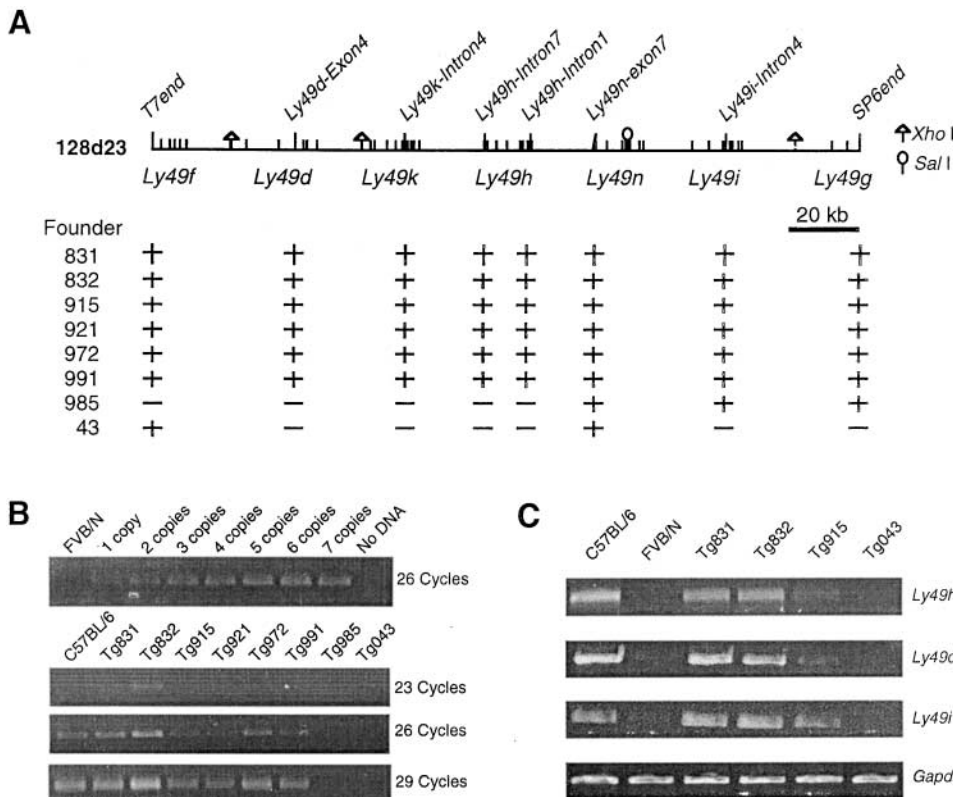 A
T7end Ly49d-Exon4 Ly49k-Intron4 Ly49h-Intron7 Ly49h-Intron1 Ly49n-exon7 Ly49i-Intron4 SP6end
128d23
Xho I
Sal I
Ly49f Ly49d Ly49k Ly49h Ly49n Ly49i Ly49g
20 kb
Founder
831 + + + + + + + +
832 + + + + + + + +
915 + + + + + + + +
921 + + + + + + + +
972 + + + + + + + +
991 + + + + + + + +
985 − − − − − + + +
43 + − − − − + − −
B
FVB/N 1 copy 2 copies 3 copies 4 copies 5 copies 6 copies 7 copies No DNA
26 Cycles
C57BL/6 Tg831 Tg832 Tg915 Tg921 Tg972 Tg991 Tg985 Tg043
23 Cycles
26 Cycles
29 Cycles
C
C57BL/6 FVB/N Tg831 Tg832 Tg915 Tg043
Ly49h
Ly49i
Gapd